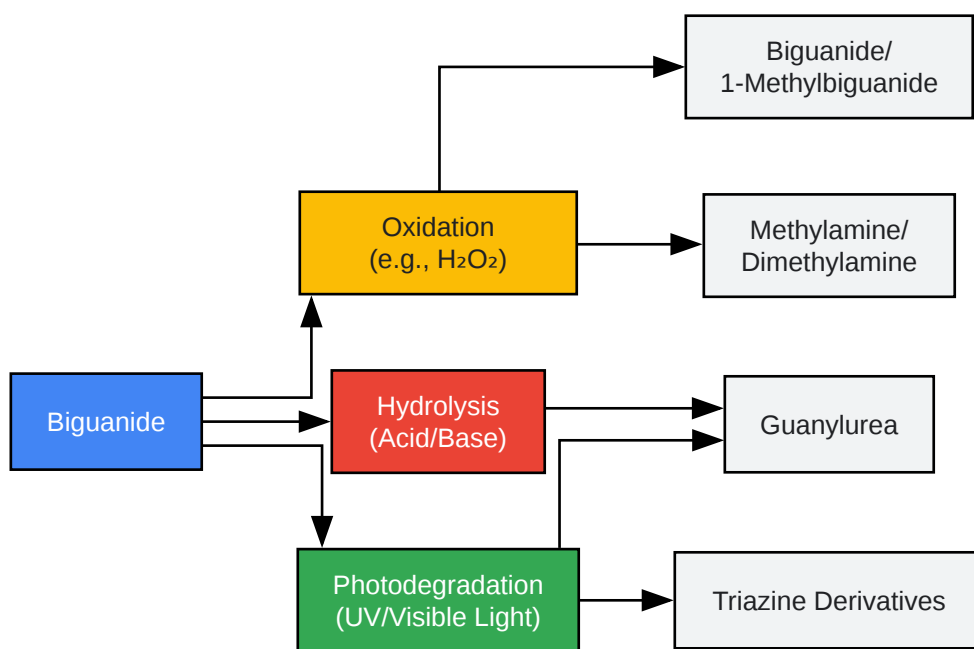 Biguanide/
1-Methylbiguanide
Oxidation
(e.g., H₂O₂)
Methylamine/
Dimethylamine
Biguanide
Hydrolysis
(Acid/Base)
Guanylurea
Photodegradation
(UV/Visible Light)
Triazine Derivatives